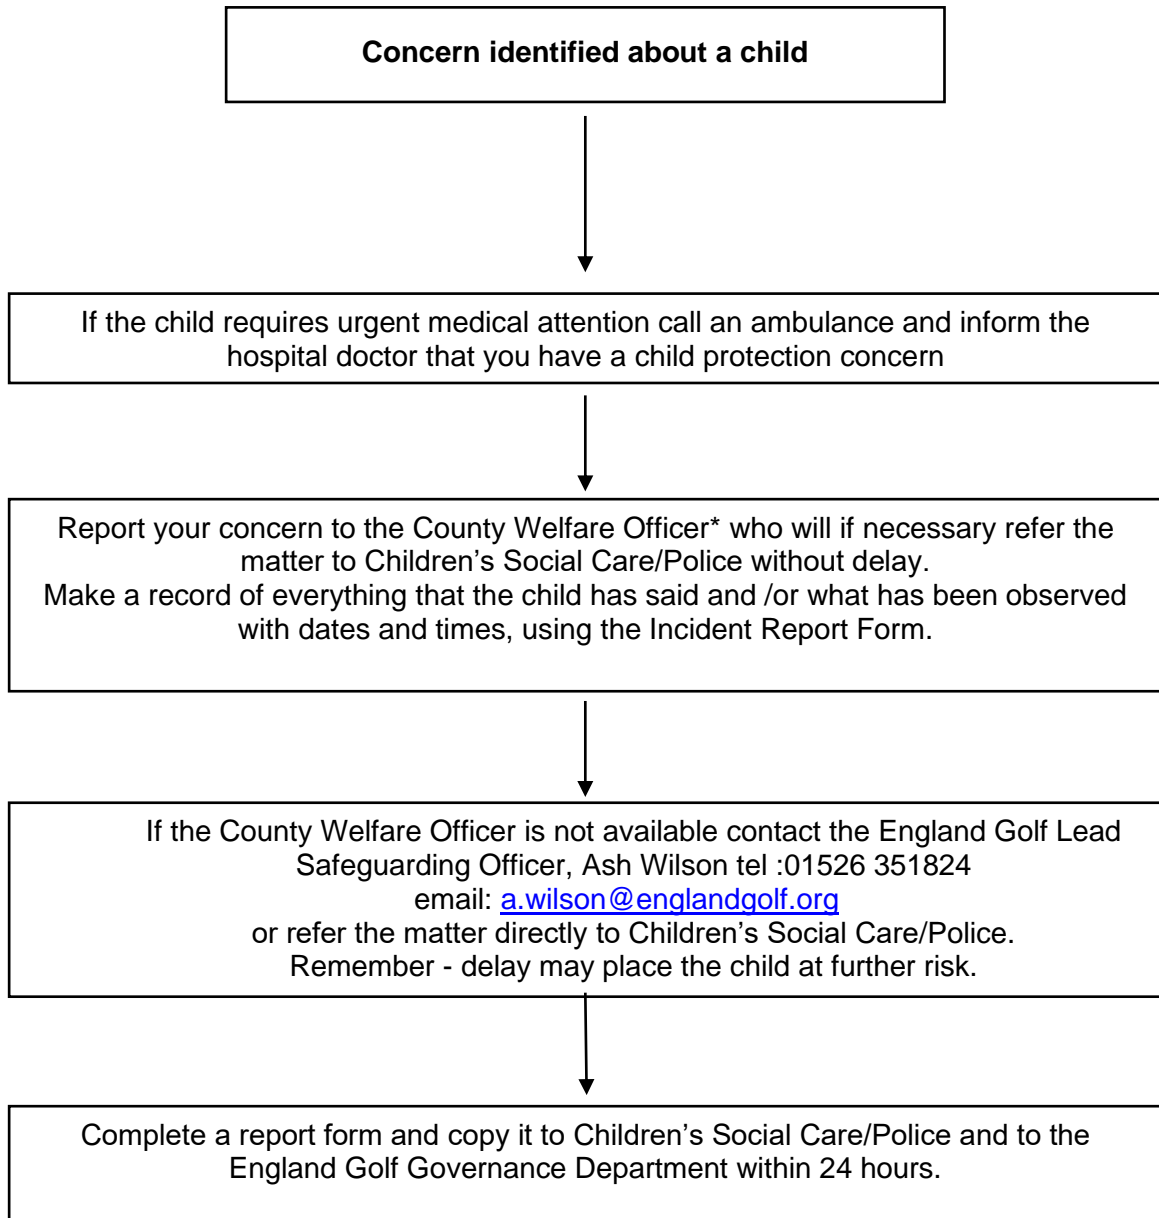 Concern identified about a child
If the child requires urgent medical attention call an ambulance and inform the
hospital doctor that you have a child protection concern
Report your concern to the County Welfare Officer* who will if necessary refer the
matter to Children’s Social Care/Police without delay.
Make a record of everything that the child has said and /or what has been observed
with dates and times, using the Incident Report Form.
If the County Welfare Officer is not available contact the England Golf Lead
Safeguarding Officer, Ash Wilson tel :01526 351824
email: a.wilson@englandgolf.org
or refer the matter directly to Children’s Social Care/Police.
Remember - delay may place the child at further risk.
Complete a report form and copy it to Children’s Social Care/Police and to the
England Golf Governance Department within 24 hours.